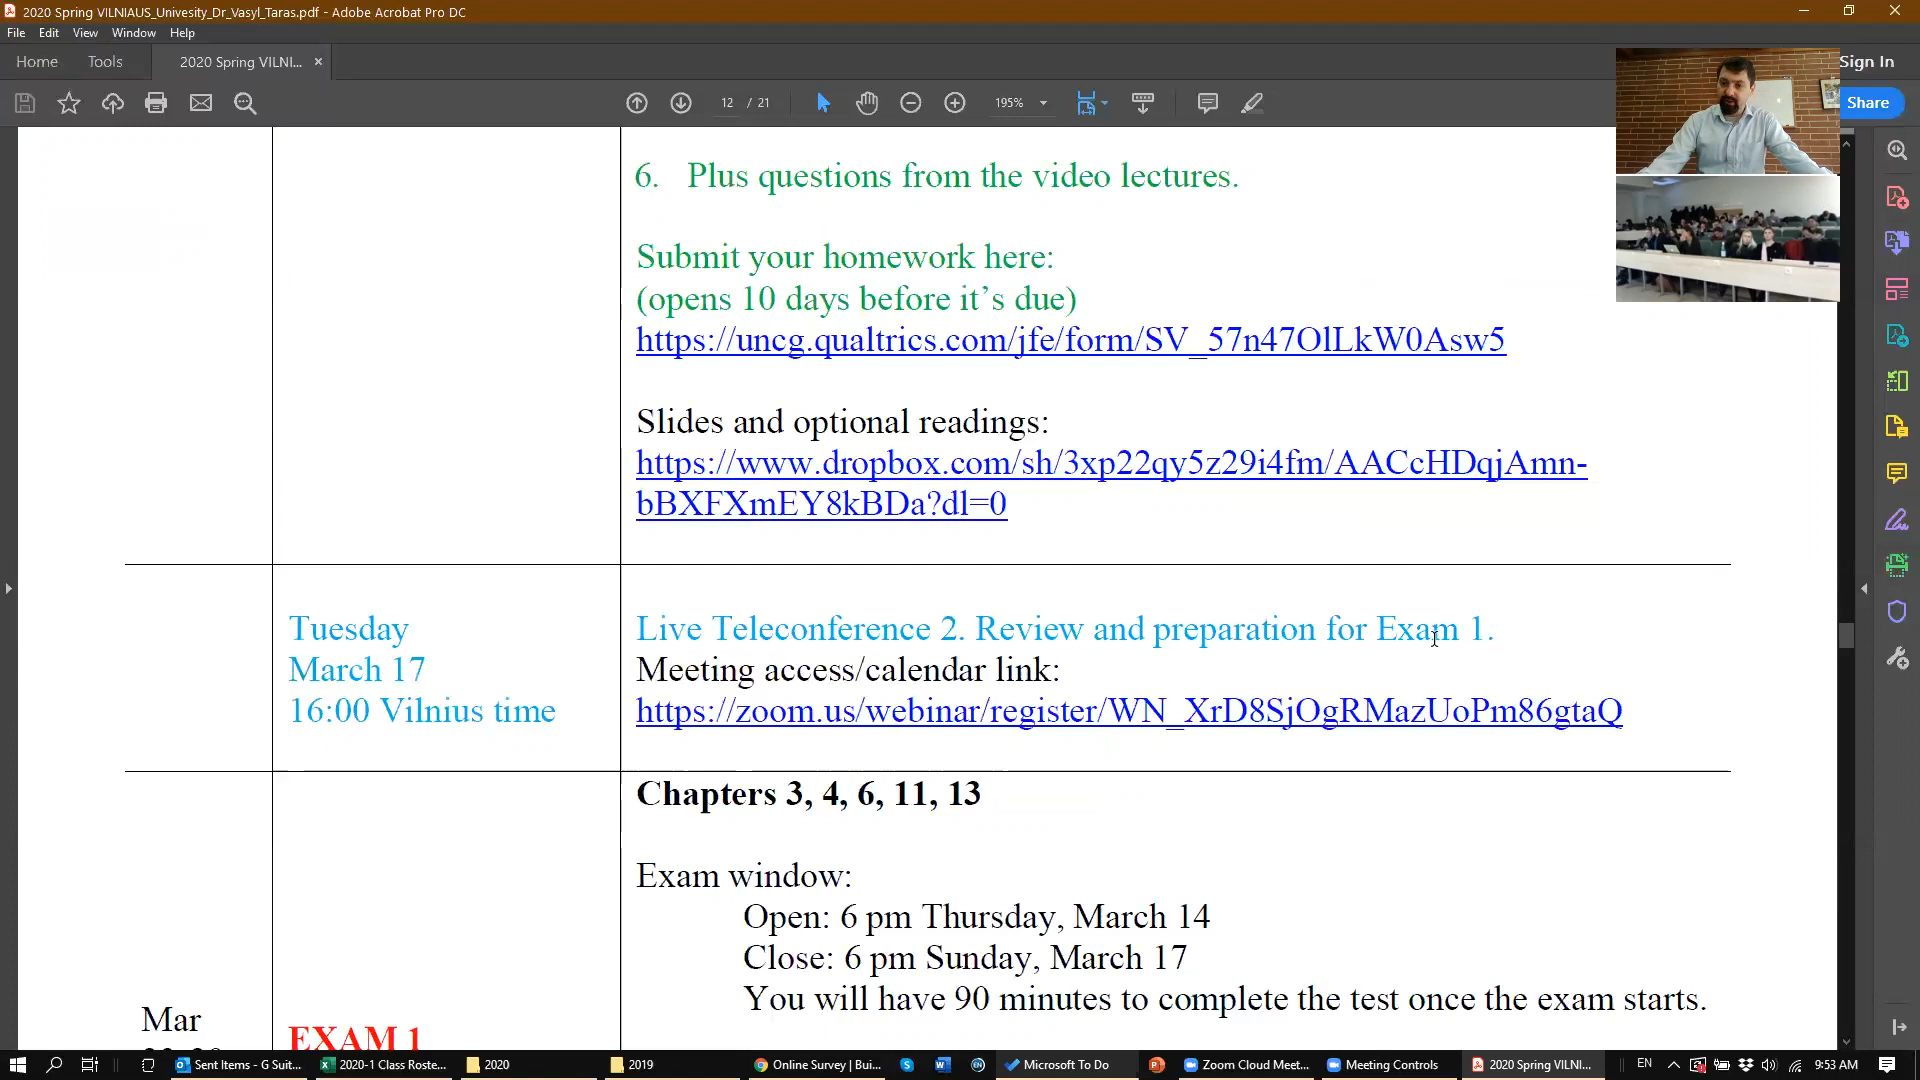 2020 Spring VILNIAUS_Univesity_Dr_Vasyl_Taras.pdf - Adobe Acrobat Pro DC
File Edit View Window Help
Home Tools 2020 Spring VILNI... × Sign In
12 / 21 195% Share
6. Plus questions from the video lectures.
Submit your homework here:
(opens 10 days before it’s due)
https://uncg.qualtrics.com/jfe/form/SV_57n47OlLkW0Asw5
Slides and optional readings:
https://www.dropbox.com/sh/3xp22qy5z29i4fm/AACcHDqjAmn-
bBXFXmEY8kBDa?dl=0
Tuesday
March 17
16:00 Vilnius time
Live Teleconference 2. Review and preparation for Exam 1.
Meeting access/calendar link:
https://zoom.us/webinar/register/WN_XrD8SjOgRMazUoPm86gtaQ
Chapters 3, 4, 6, 11, 13
Exam window:
Open: 6 pm Thursday, March 14
Close: 6 pm Sunday, March 17
You will have 90 minutes to complete the test once the exam starts.
Mar
EXAM 1
Sent Items - G Suit... 2020-1 Class Roste... 2020 2019 Online Survey | Bui... Microsoft To Do Zoom Cloud Meet... Meeting Controls 2020 Spring VILNI... EN 9:53 AM